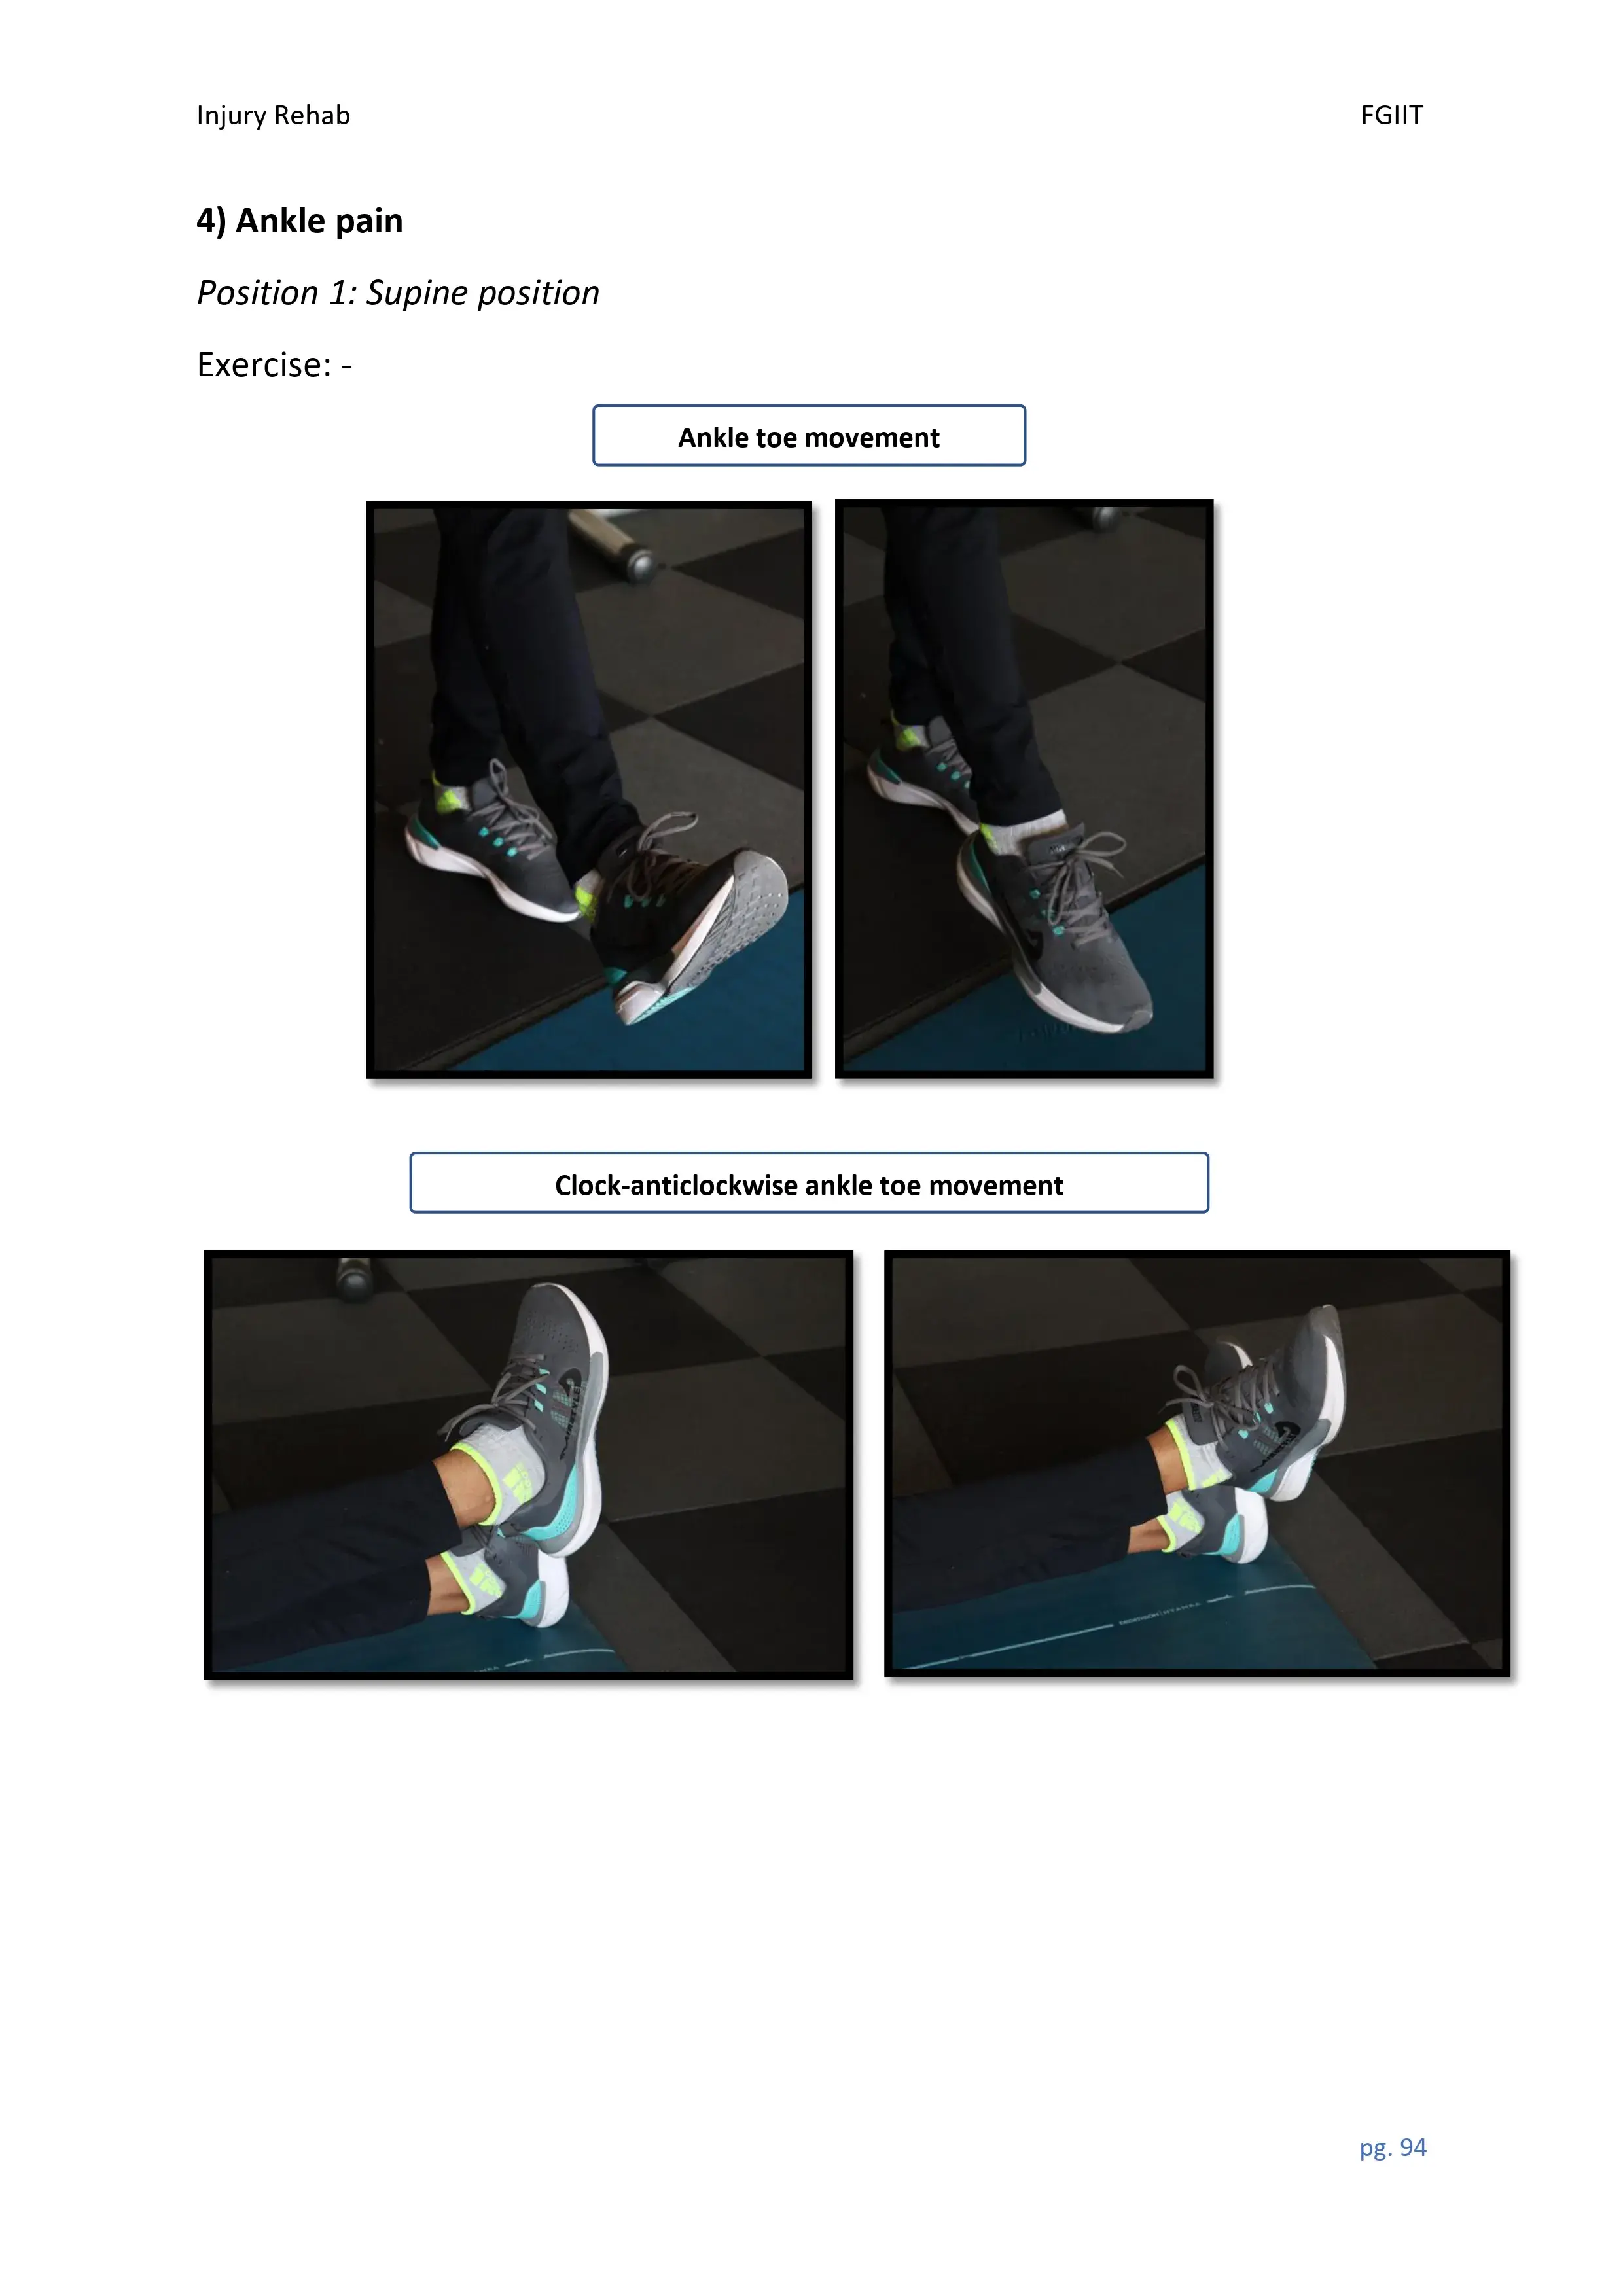 Injury Rehab FGIIT
4) Ankle pain
Position 1: Supine position
Exercise: -
Ankle toe movement
Clock-anticlockwise ankle toe movement
pg. 94